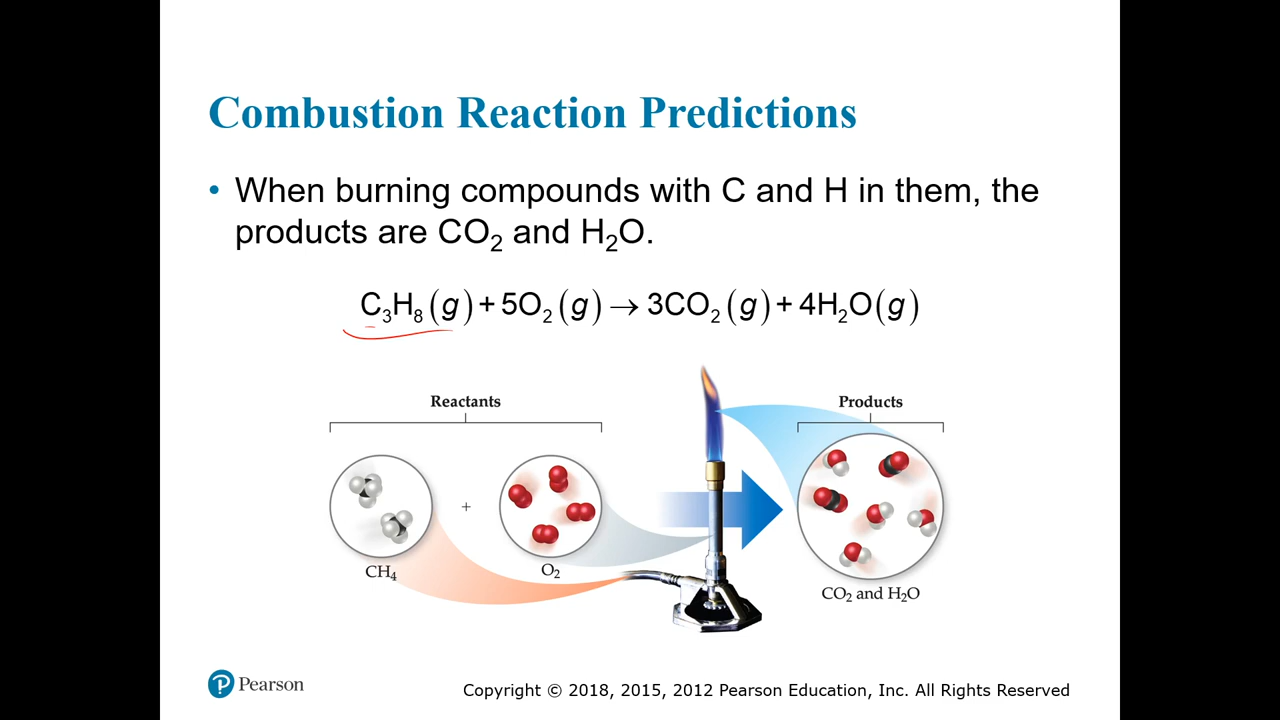 Combustion Reaction Predictions
• When burning compounds with C and H in them, the
products are CO₂ and H₂O.
C₃H₈(g) + 5O₂(g) → 3CO₂(g) + 4H₂O(g)
Reactants
Products
+
CH₄
O₂
CO₂ and H₂O
P Pearson
Copyright © 2018, 2015, 2012 Pearson Education, Inc. All Rights Reserved